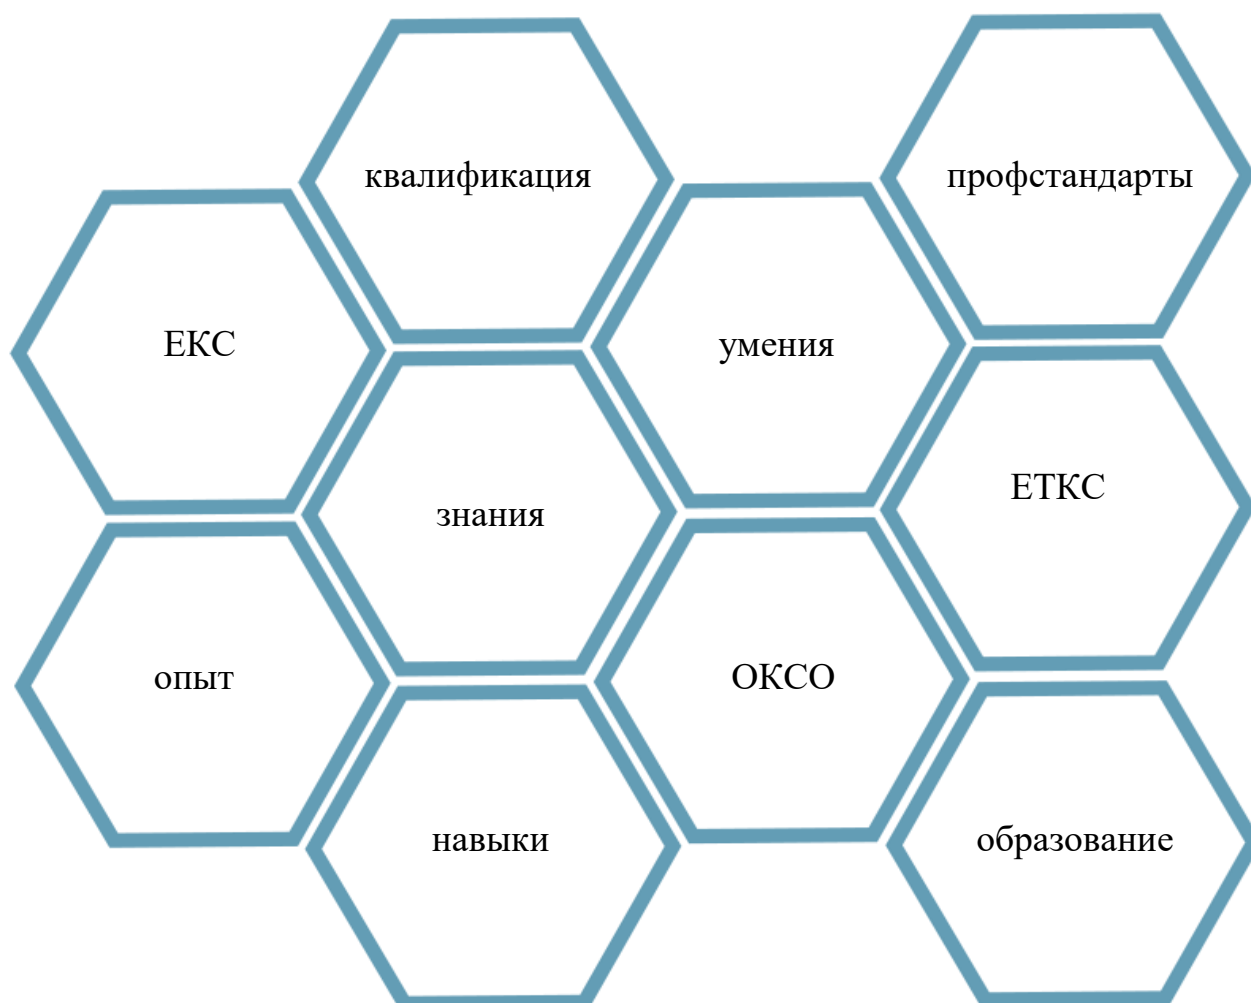 квалификация
профстандарты
ЕКС
умения
ЕТКС
знания
опыт
ОКСО
навыки
образование